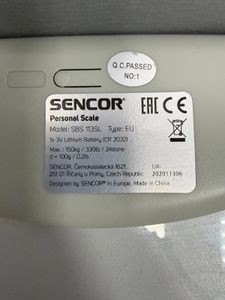 Q.C.PASSED
NO:1
SENCOR® EAC CE
Personal Scale
Model: SBS 113SL Type: EU
1x 3V Lithium Battery (CR 2032)
Max.: 150kg / 330lb / 24stone
d = 100g / 0.2lb
SENCOR, Černokostelecká 1621,
251 01 Říčany u Prahy, Czech Republic
Lot:
202011306
Designed by SENCOR® in Europe, Made in China